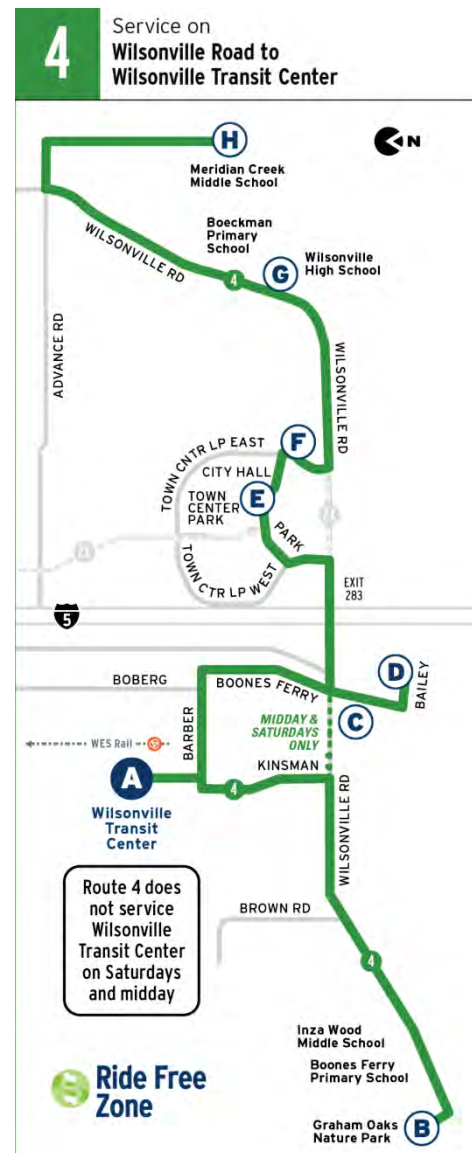 4
Service on
Wilsonville Road to
Wilsonville Transit Center
H
N
Meridian Creek
Middle School
Boeckman
Primary
School
WILSONVILLE RD
4
G
Wilsonville
High School
ADVANCE RD
WILSONVILLE RD
TOWN CNTR LP EAST
F
CITY HALL
E
TOWN
CENTER
PARK
PARK
TOWN CTR LP WEST
EXIT
283
5
BOBERG
BOONES FERRY
D
BAILEY
C
BARBER
MIDDAY &
SATURDAYS
ONLY
WES Rail
KINSMAN
A
4
Wilsonville
Transit
Center
WILSONVILLE RD
Route 4 does
not service
Wilsonville
Transit Center
on Saturdays
and midday
BROWN RD
4
Inza Wood
Middle School
Boones Ferry
Primary School
Ride Free
Zone
Graham Oaks
Nature Park
B